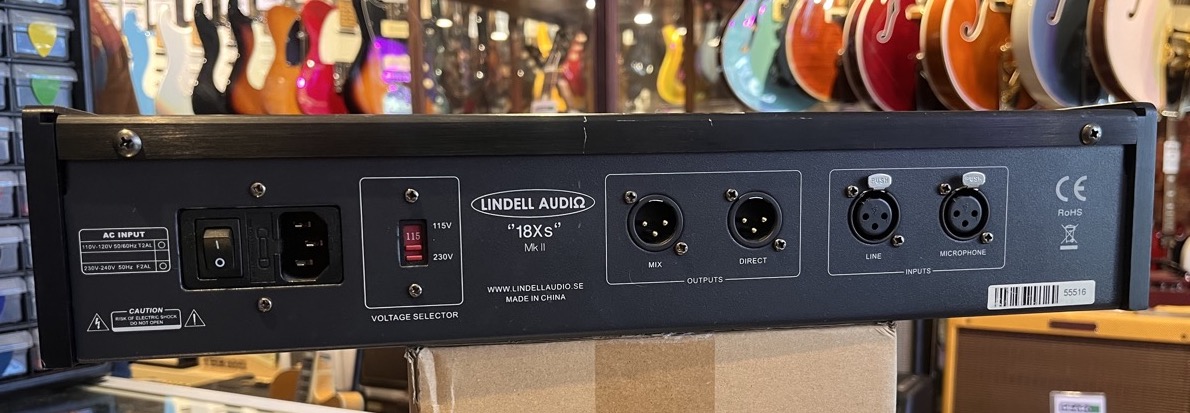 AC INPUT
110V-120V 50/60Hz T2AL
230V-240V 50Hz F2AL
CAUTION
RISK OF ELECTRIC SHOCK
DO NOT OPEN
115
115V
230V
VOLTAGE SELECTOR
LINDELL AUDIΩ
"18Xs"
Mk II
WWW.LINDELLAUDIO.SE
MADE IN CHINA
MIX
DIRECT
OUTPUTS
PUSH
PUSH
LINE
MICROPHONE
INPUTS
CE
RoHS
55516